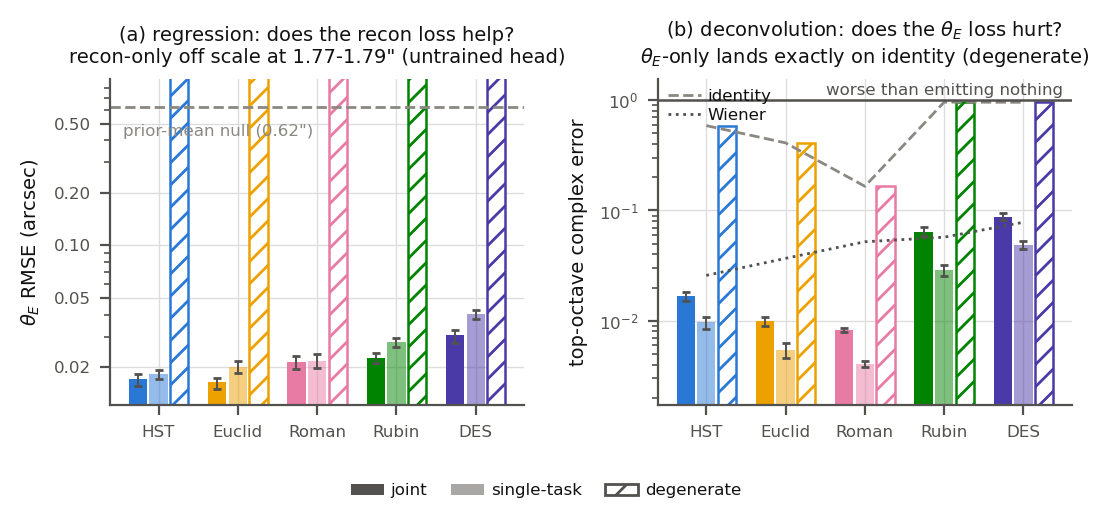 (a) regression: does the recon loss help?
recon-only off scale at 1.77-1.79" (untrained head)
θE RMSE (arcsec)
0.50
0.20
0.10
0.05
0.02
prior-mean null (0.62")
HST Euclid Roman Rubin DES
(b) deconvolution: does the θE loss hurt?
θE-only lands exactly on identity (degenerate)
top-octave complex error
10⁰
10⁻¹
10⁻²
identity
Wiener
worse than emitting nothing
HST Euclid Roman Rubin DES
joint single-task degenerate